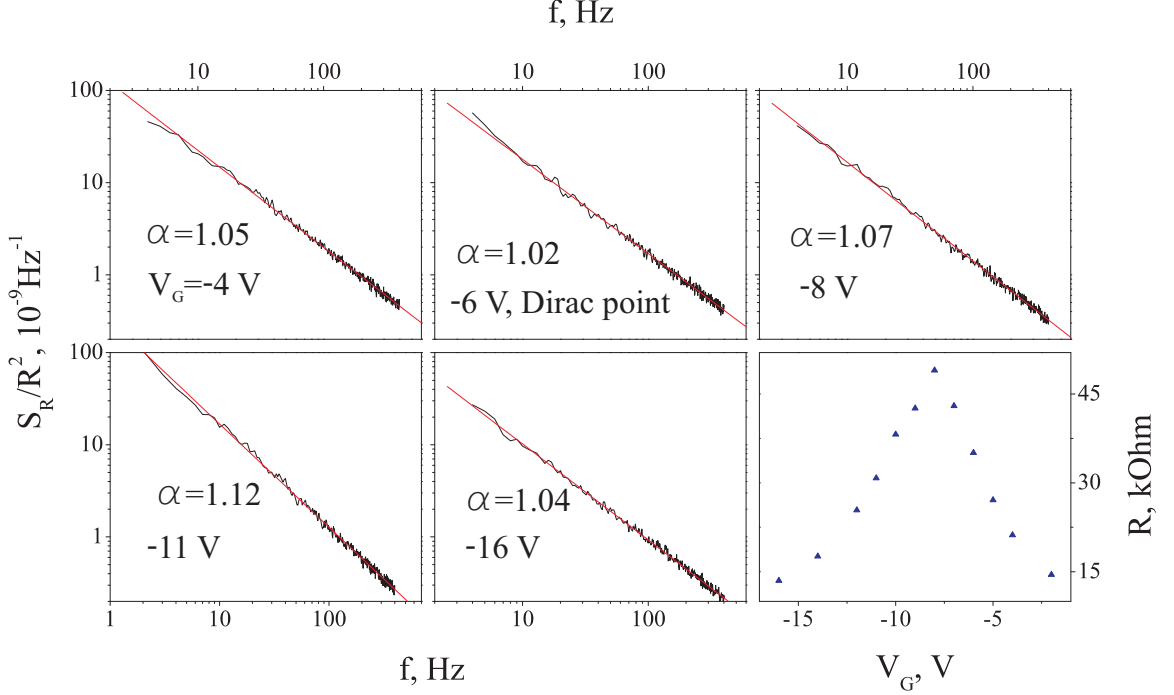 f, Hz
10 100 10 100 10 100
100
10
1
α=1.05
V_G=-4 V
α=1.02
-6 V, Dirac point
α=1.07
-8 V
S_R/R², 10⁻⁹Hz⁻¹
100
10
1
α=1.12
-11 V
α=1.04
-16 V
45
30
15
R, kOhm
1 10 100 10 100 -15 -10 -5
f, Hz
V_G, V